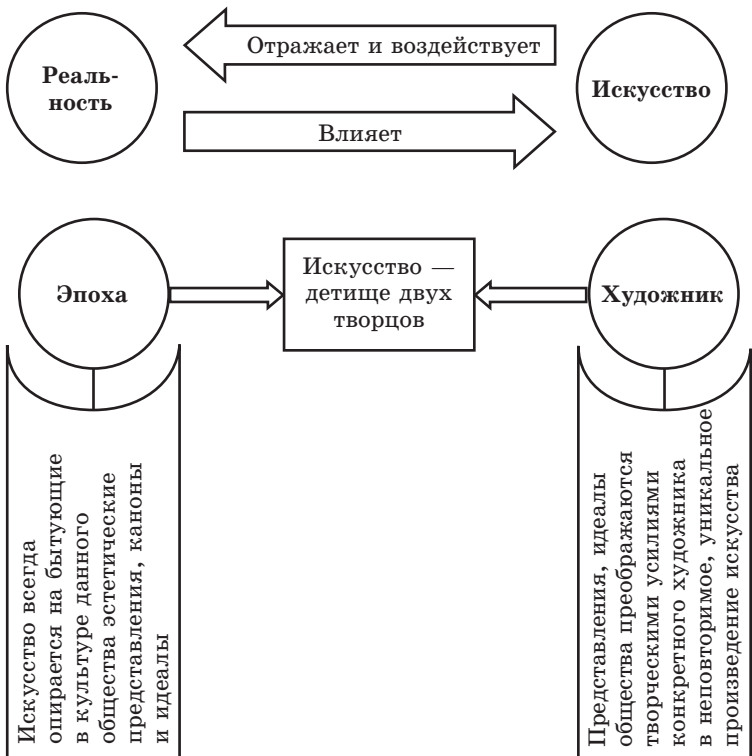 Отражает и воздействует
Реаль-
ность
Искусство
Влияет
Эпоха
Искусство —
детище двух
творцов
Художник
Искусство всегда
опирается на бытующие
в культуре данного
общества эстетические
представления, каноны
и идеалы
Представления, идеалы
общества преображаются
творческими усилиями
конкретного художника
в неповторимое, уникальное
произведение искусства